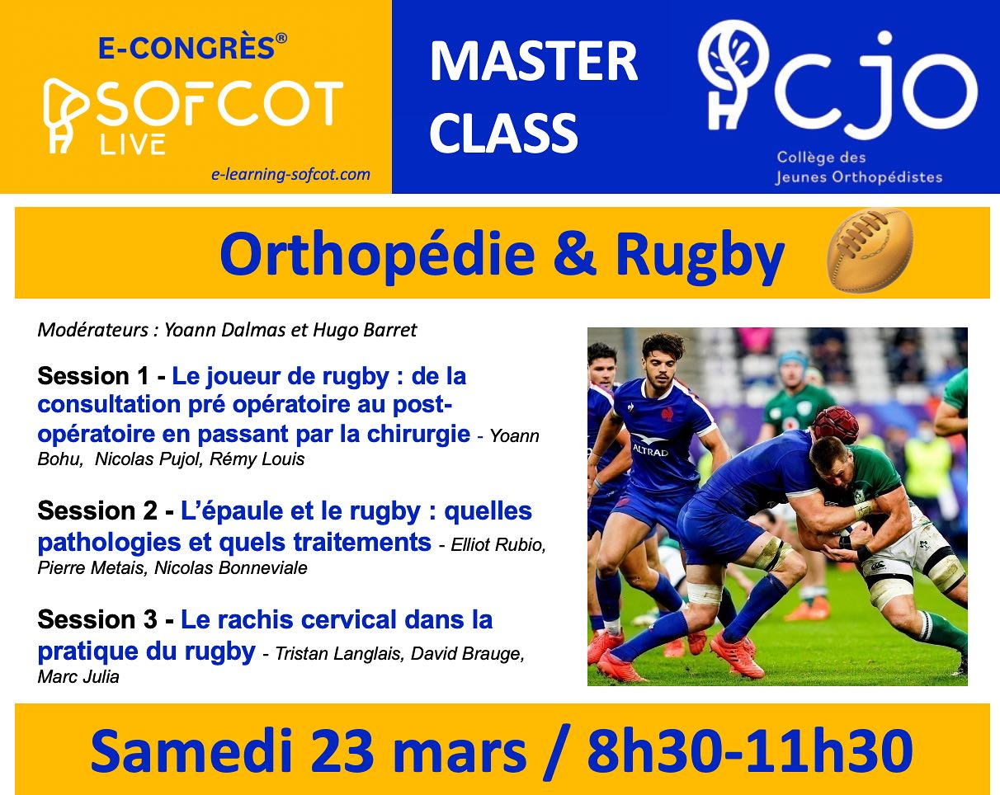 E-CONGRÈS®
SOFCOT
LIVE
e-learning-sofcot.com
MASTER
CLASS
CJO
Collège des
Jeunes Orthopédistes
Orthopédie & Rugby
Modérateurs : Yoann Dalmas et Hugo Barret
Session 1 - Le joueur de rugby : de la
consultation pré opératoire au post-
opératoire en passant par la chirurgie - Yoann
Bohu, Nicolas Pujol, Rémy Louis
Session 2 - L’épaule et le rugby : quelles
pathologies et quels traitements - Elliot Rubio,
Pierre Metais, Nicolas Bonneviale
Session 3 - Le rachis cervical dans la
pratique du rugby - Tristan Langlais, David Brauge,
Marc Julia
ALTRAD
Samedi 23 mars / 8h30-11h30